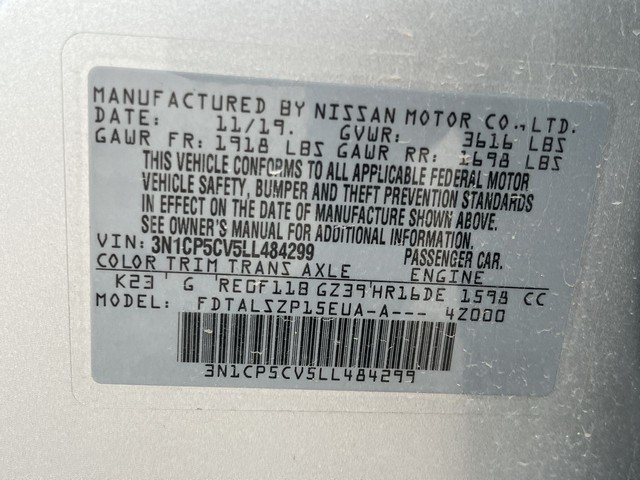 MANUFACTURED BY NISSAN MOTOR CO.,LTD.
DATE: 11/19. GVWR: 3616 LBS
GAWR FR: 1918 LBS GAWR RR: 1698 LBS
THIS VEHICLE CONFORMS TO ALL APPLICABLE FEDERAL MOTOR
VEHICLE SAFETY, BUMPER AND THEFT PREVENTION STANDARDS
IN EFFECT ON THE DATE OF MANUFACTURE SHOWN ABOVE.
SEE OWNER'S MANUAL FOR ADDITIONAL INFORMATION.
VIN: 3N1CP5CV5LL484299 PASSENGER CAR
COLOR TRIM TRANS AXLE ENGINE
K23 ' G REOF11B GZ39'HR16DE 1598 CC
MODEL: FDTALSZP15EUA-A--- 4Z000
3N1CP5CV5LL484299